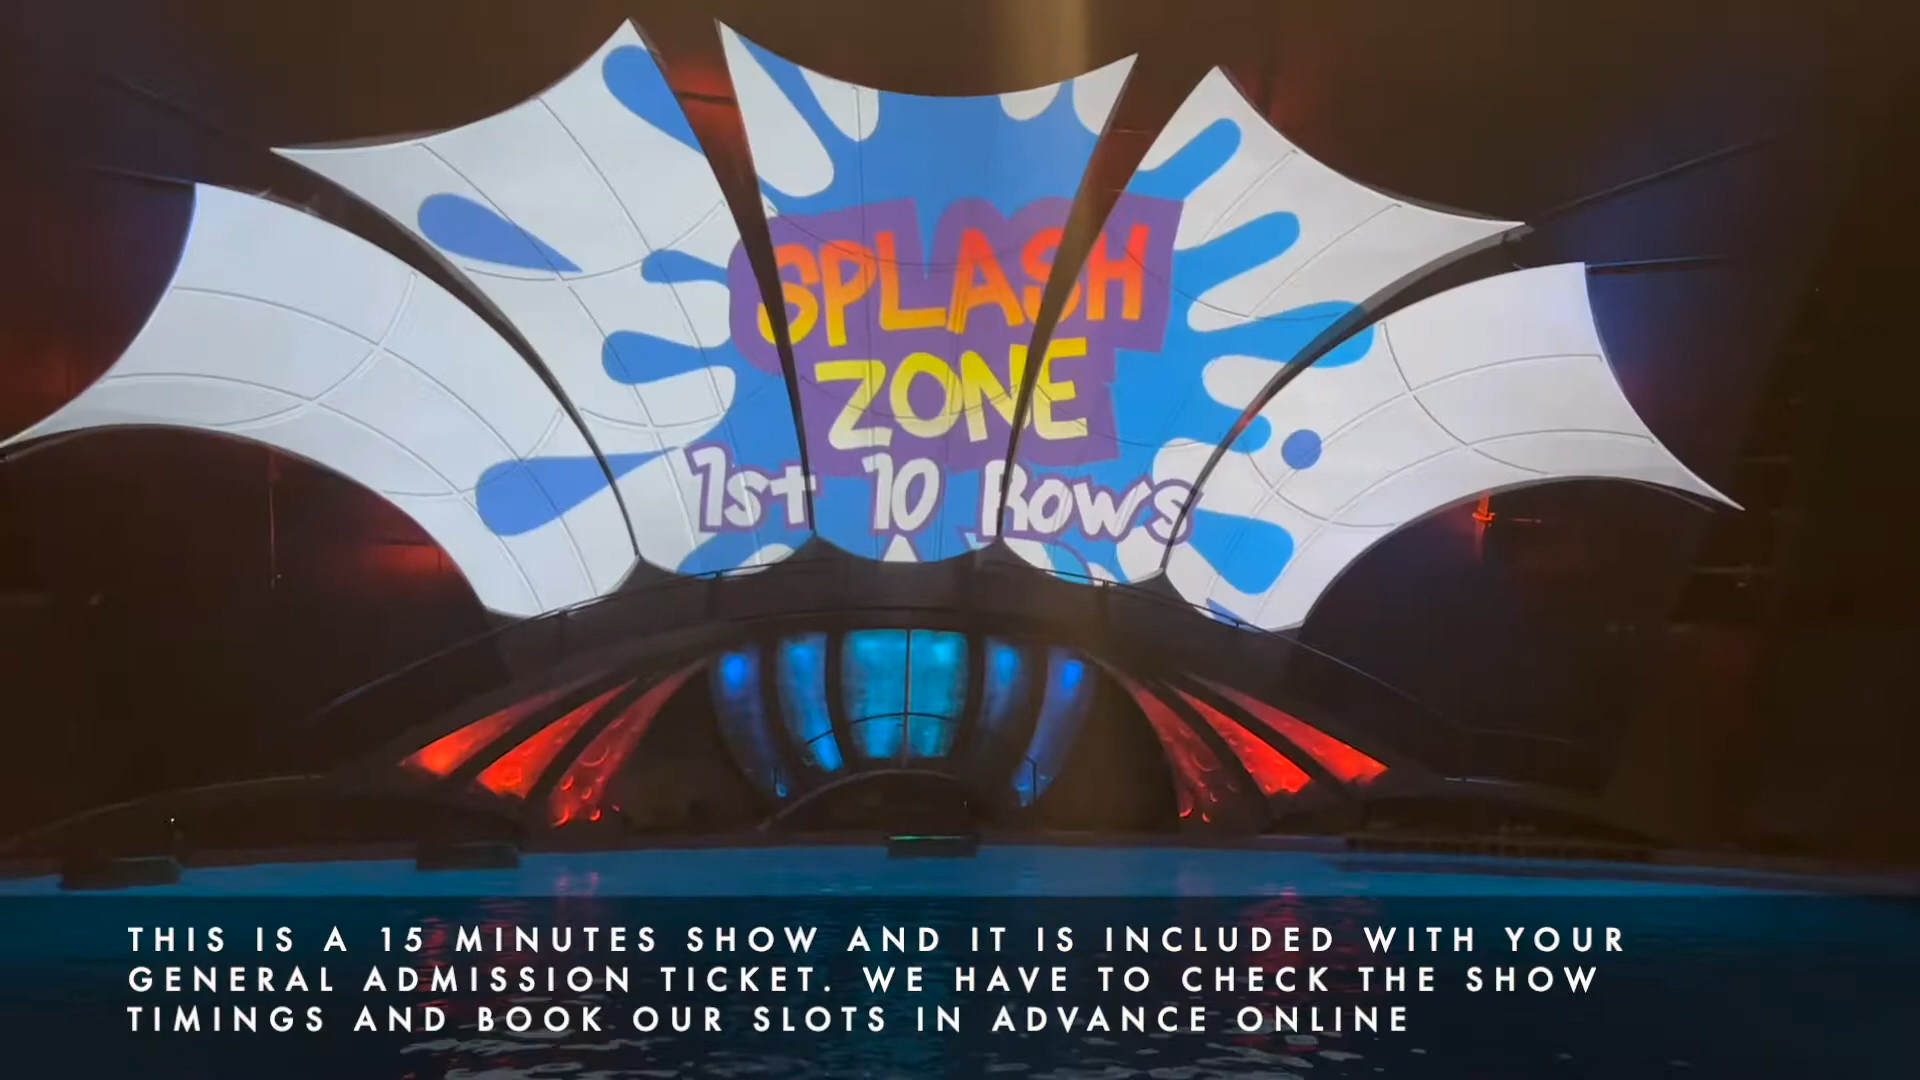 SPLASH
ZONE
1st 10 Rows
THIS IS A 15 MINUTES SHOW AND IT IS INCLUDED WITH YOUR
GENERAL ADMISSION TICKET. WE HAVE TO CHECK THE SHOW
TIMINGS AND BOOK OUR SLOTS IN ADVANCE ONLINE